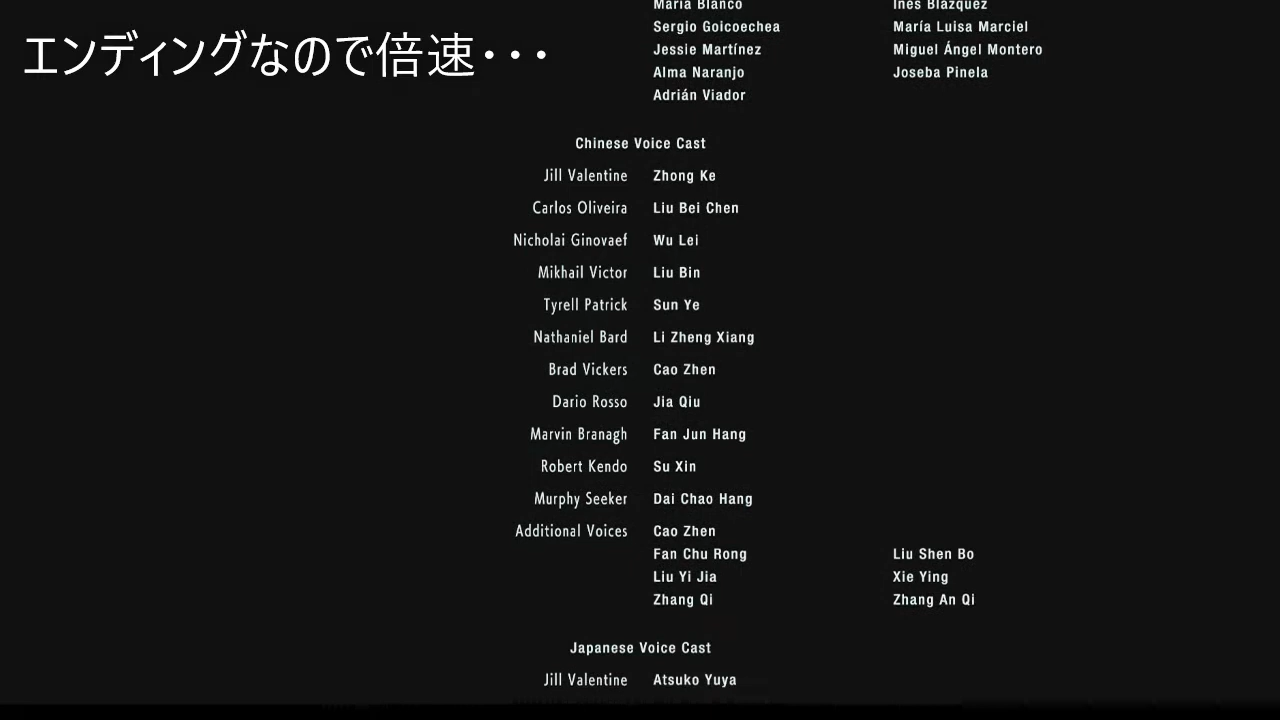 エンディングなので倍速・・・
María Blanco Inés Blázquez
Sergio Goicoechea María Luisa Marciel
Jessie Martínez Miguel Ángel Montero
Alma Naranjo Joseba Pinela
Adrián Viador
Chinese Voice Cast
Jill Valentine Zhong Ke
Carlos Oliveira Liu Bei Chen
Nicholai Ginovaef Wu Lei
Mikhail Victor Liu Bin
Tyrell Patrick Sun Ye
Nathaniel Bard Li Zheng Xiang
Brad Vickers Cao Zhen
Dario Rosso Jia Qiu
Marvin Branagh Fan Jun Hang
Robert Kendo Su Xin
Murphy Seeker Dai Chao Hang
Additional Voices Cao Zhen
Fan Chu Rong Liu Shen Bo
Liu Yi Jia Xie Ying
Zhang Qi Zhang An Qi
Japanese Voice Cast
Jill Valentine Atsuko Yuya